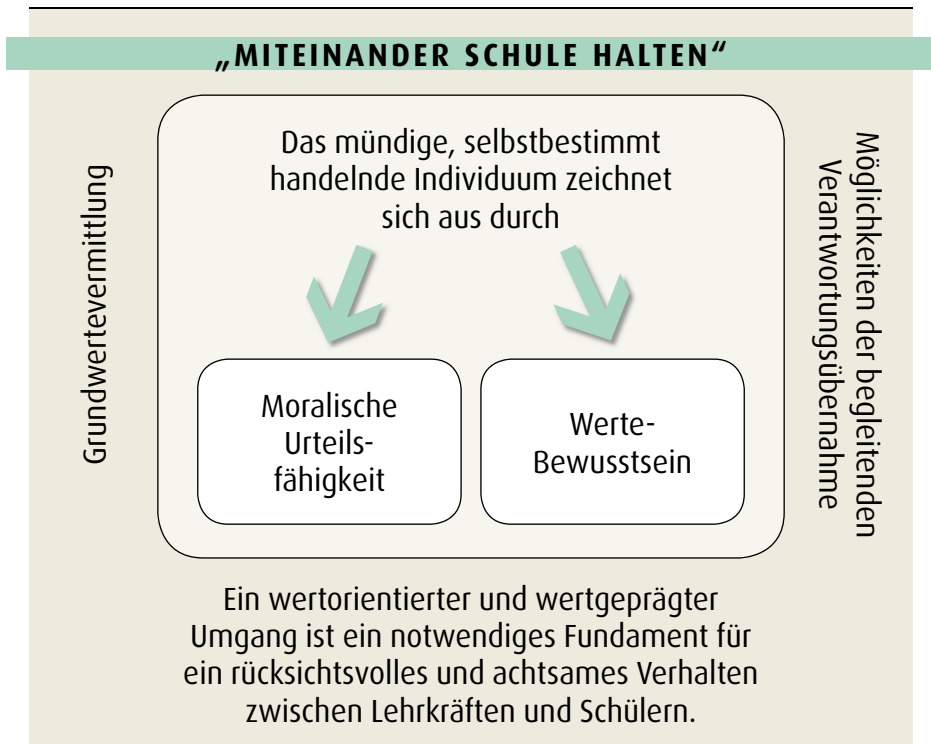 „MITEINANDER SCHULE HALTEN“
Grundwertevermittlung
Das mündige, selbstbestimmt
handelnde Individuum zeichnet
sich aus durch
Moralische
Urteils-
fähigkeit
Werte-
Bewusstsein
Möglichkeiten der begleitenden
Verantwortungsübernahme
Ein wertorientierter und wertgeprägter
Umgang ist ein notwendiges Fundament für
ein rücksichtsvolles und achtsames Verhalten
zwischen Lehrkräften und Schülern.